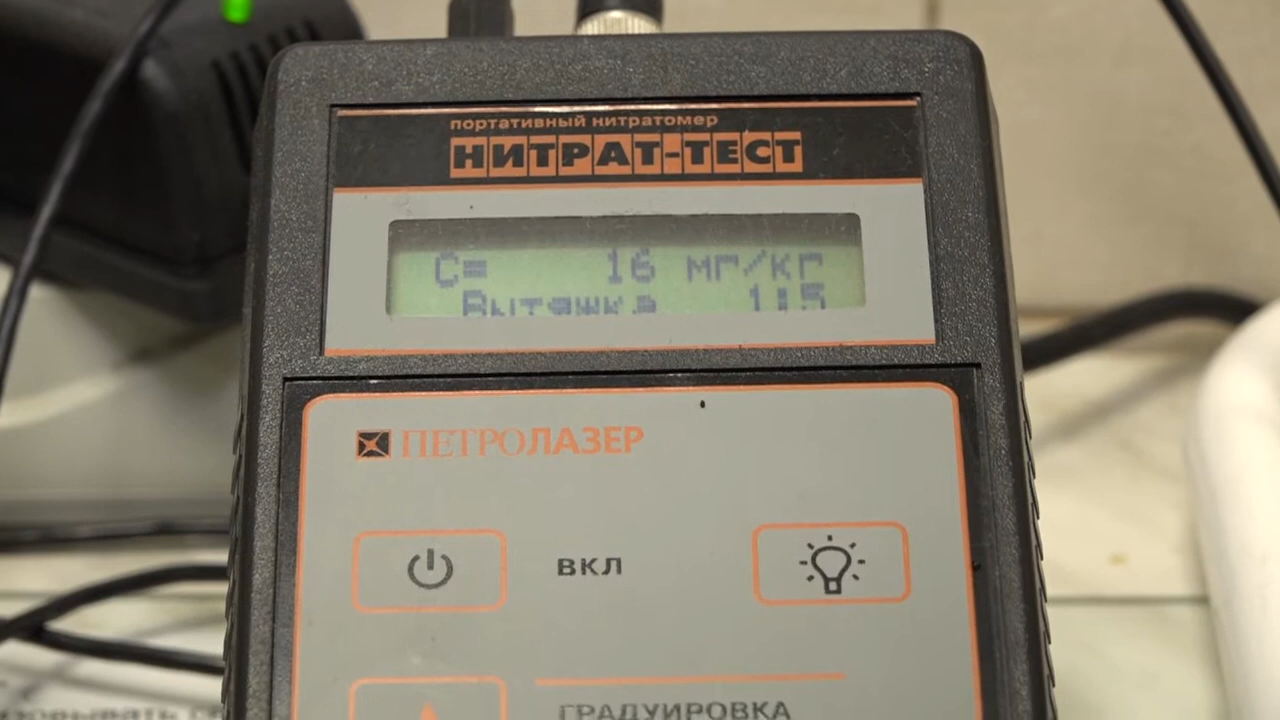 портативный нитратомер
НИТРАТ-ТЕСТ
C= 16 мг/кг
Вытяжка 1:5
ПЕТРОЛАЗЕР
ВКЛ
ГРАДУИРОВКА